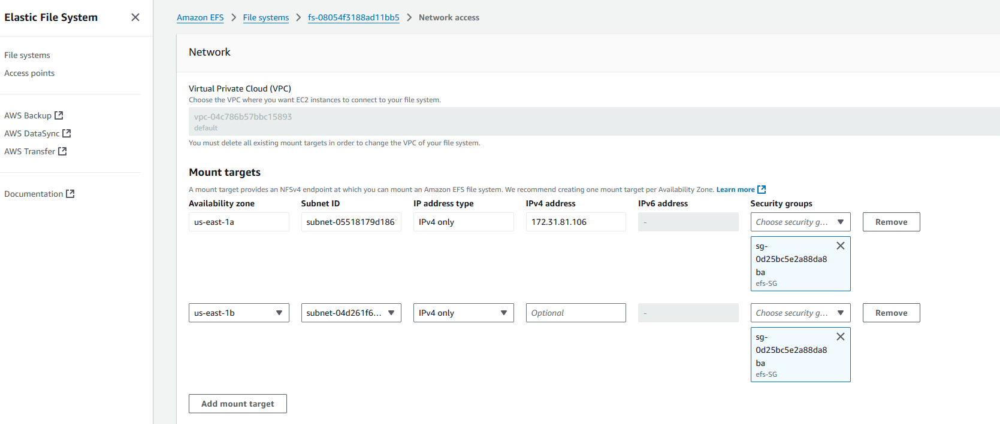 Elastic File System
File systems
Access points
AWS Backup
AWS DataSync
AWS Transfer
Documentation
Amazon EFS > File systems > fs-08054f3188ad11bb5 > Network access
Network
Virtual Private Cloud (VPC)
Choose the VPC where you want EC2 instances to connect to your file system.
vpc-04c786b57bbc15893
default
You must delete all existing mount targets in order to change the VPC of your file system.
Mount targets
A mount target provides an NFSv4 endpoint at which you can mount an Amazon EFS file system. We recommend creating one mount target per Availability Zone. Learn more
Availability zone Subnet ID IP address type IPv4 address IPv6 address Security groups
us-east-1a subnet-05518179d186 IPv4 only 172.31.81.106 - Choose security g... Remove
sg-
0d25bc5e2a88da8
ba
efs-SG
us-east-1b subnet-04d261f6... IPv4 only Optional - Choose security g... Remove
sg-
0d25bc5e2a88da8
ba
efs-SG
Add mount target